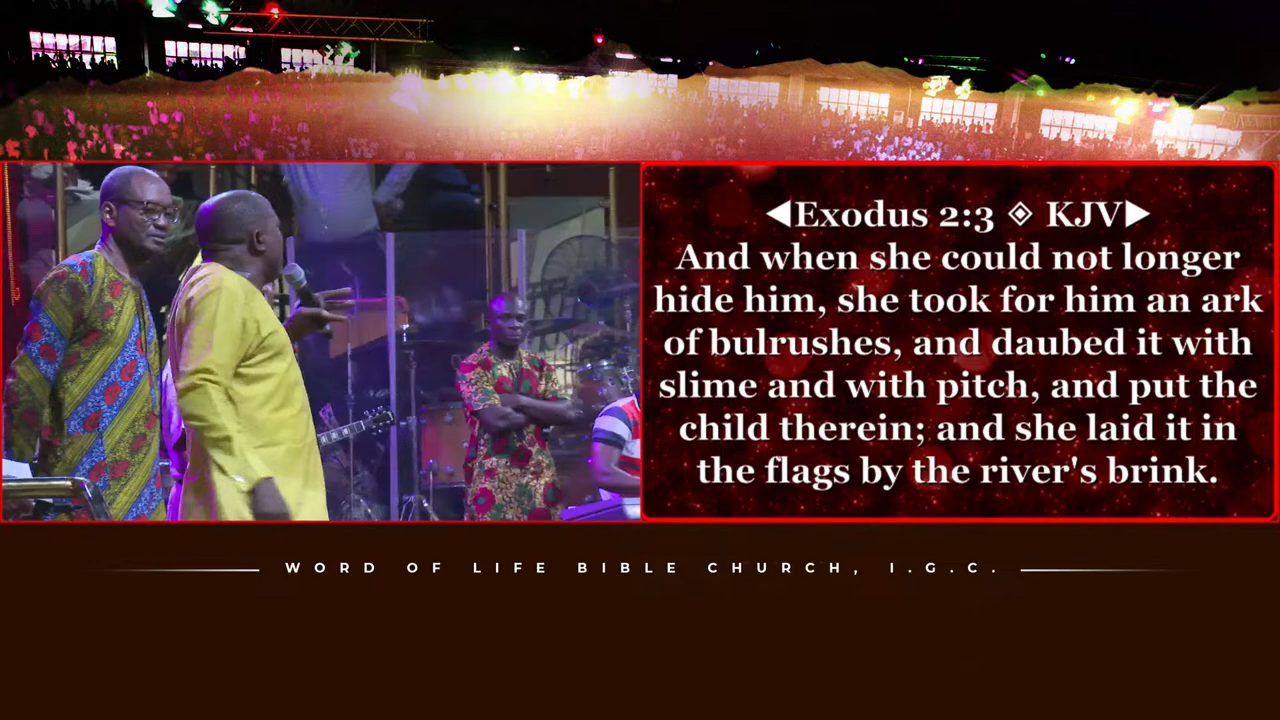 ◀Exodus 2:3 ◈ KJV▶
And when she could not longer
hide him, she took for him an ark
of bulrushes, and daubed it with
slime and with pitch, and put the
child therein; and she laid it in
the flags by the river's brink.
WORD OF LIFE BIBLE CHURCH, I.G.C.